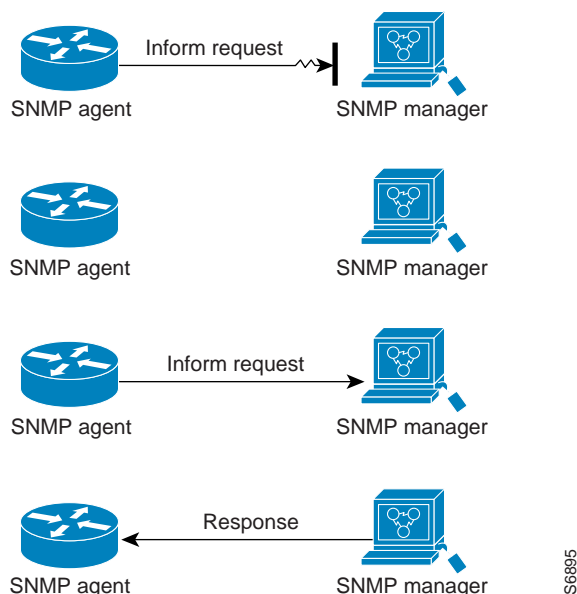 Inform request
SNMP agent SNMP manager
SNMP agent SNMP manager
Inform request
SNMP agent SNMP manager
Response
SNMP agent SNMP manager
S6895